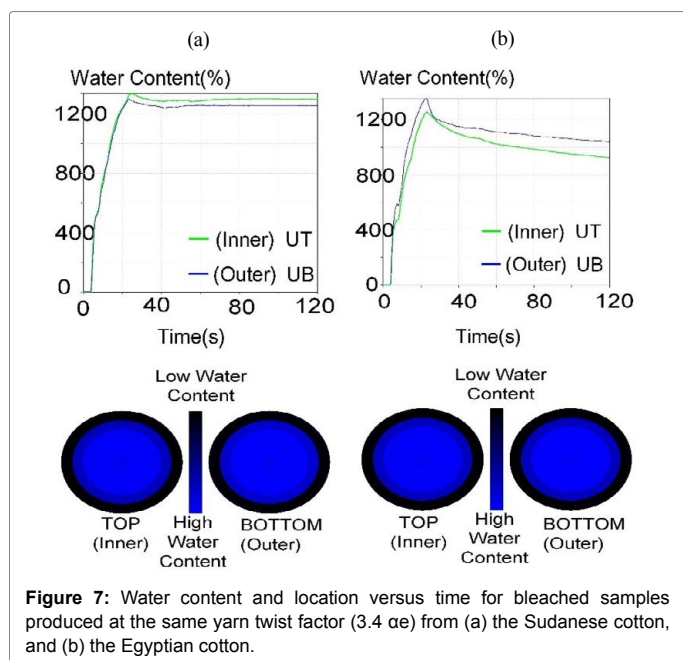 (a)
Water Content(%)
1200
800
400
0
0 40 80 120
(Inner) UT
(Outer) UB
Time(s)
Low Water
Content
TOP
(Inner)
High
Water
Content
BOTTOM
(Outer)
(b)
Water Content(%)
1200
800
400
0
0 40 80 120
(Inner) UT
(Outer) UB
Time(s)
Low Water
Content
TOP
(Inner)
High
Water
Content
BOTTOM
(Outer)
Figure 7: Water content and location versus time for bleached samples
produced at the same yarn twist factor (3.4 αe) from (a) the Sudanese cotton,
and (b) the Egyptian cotton.